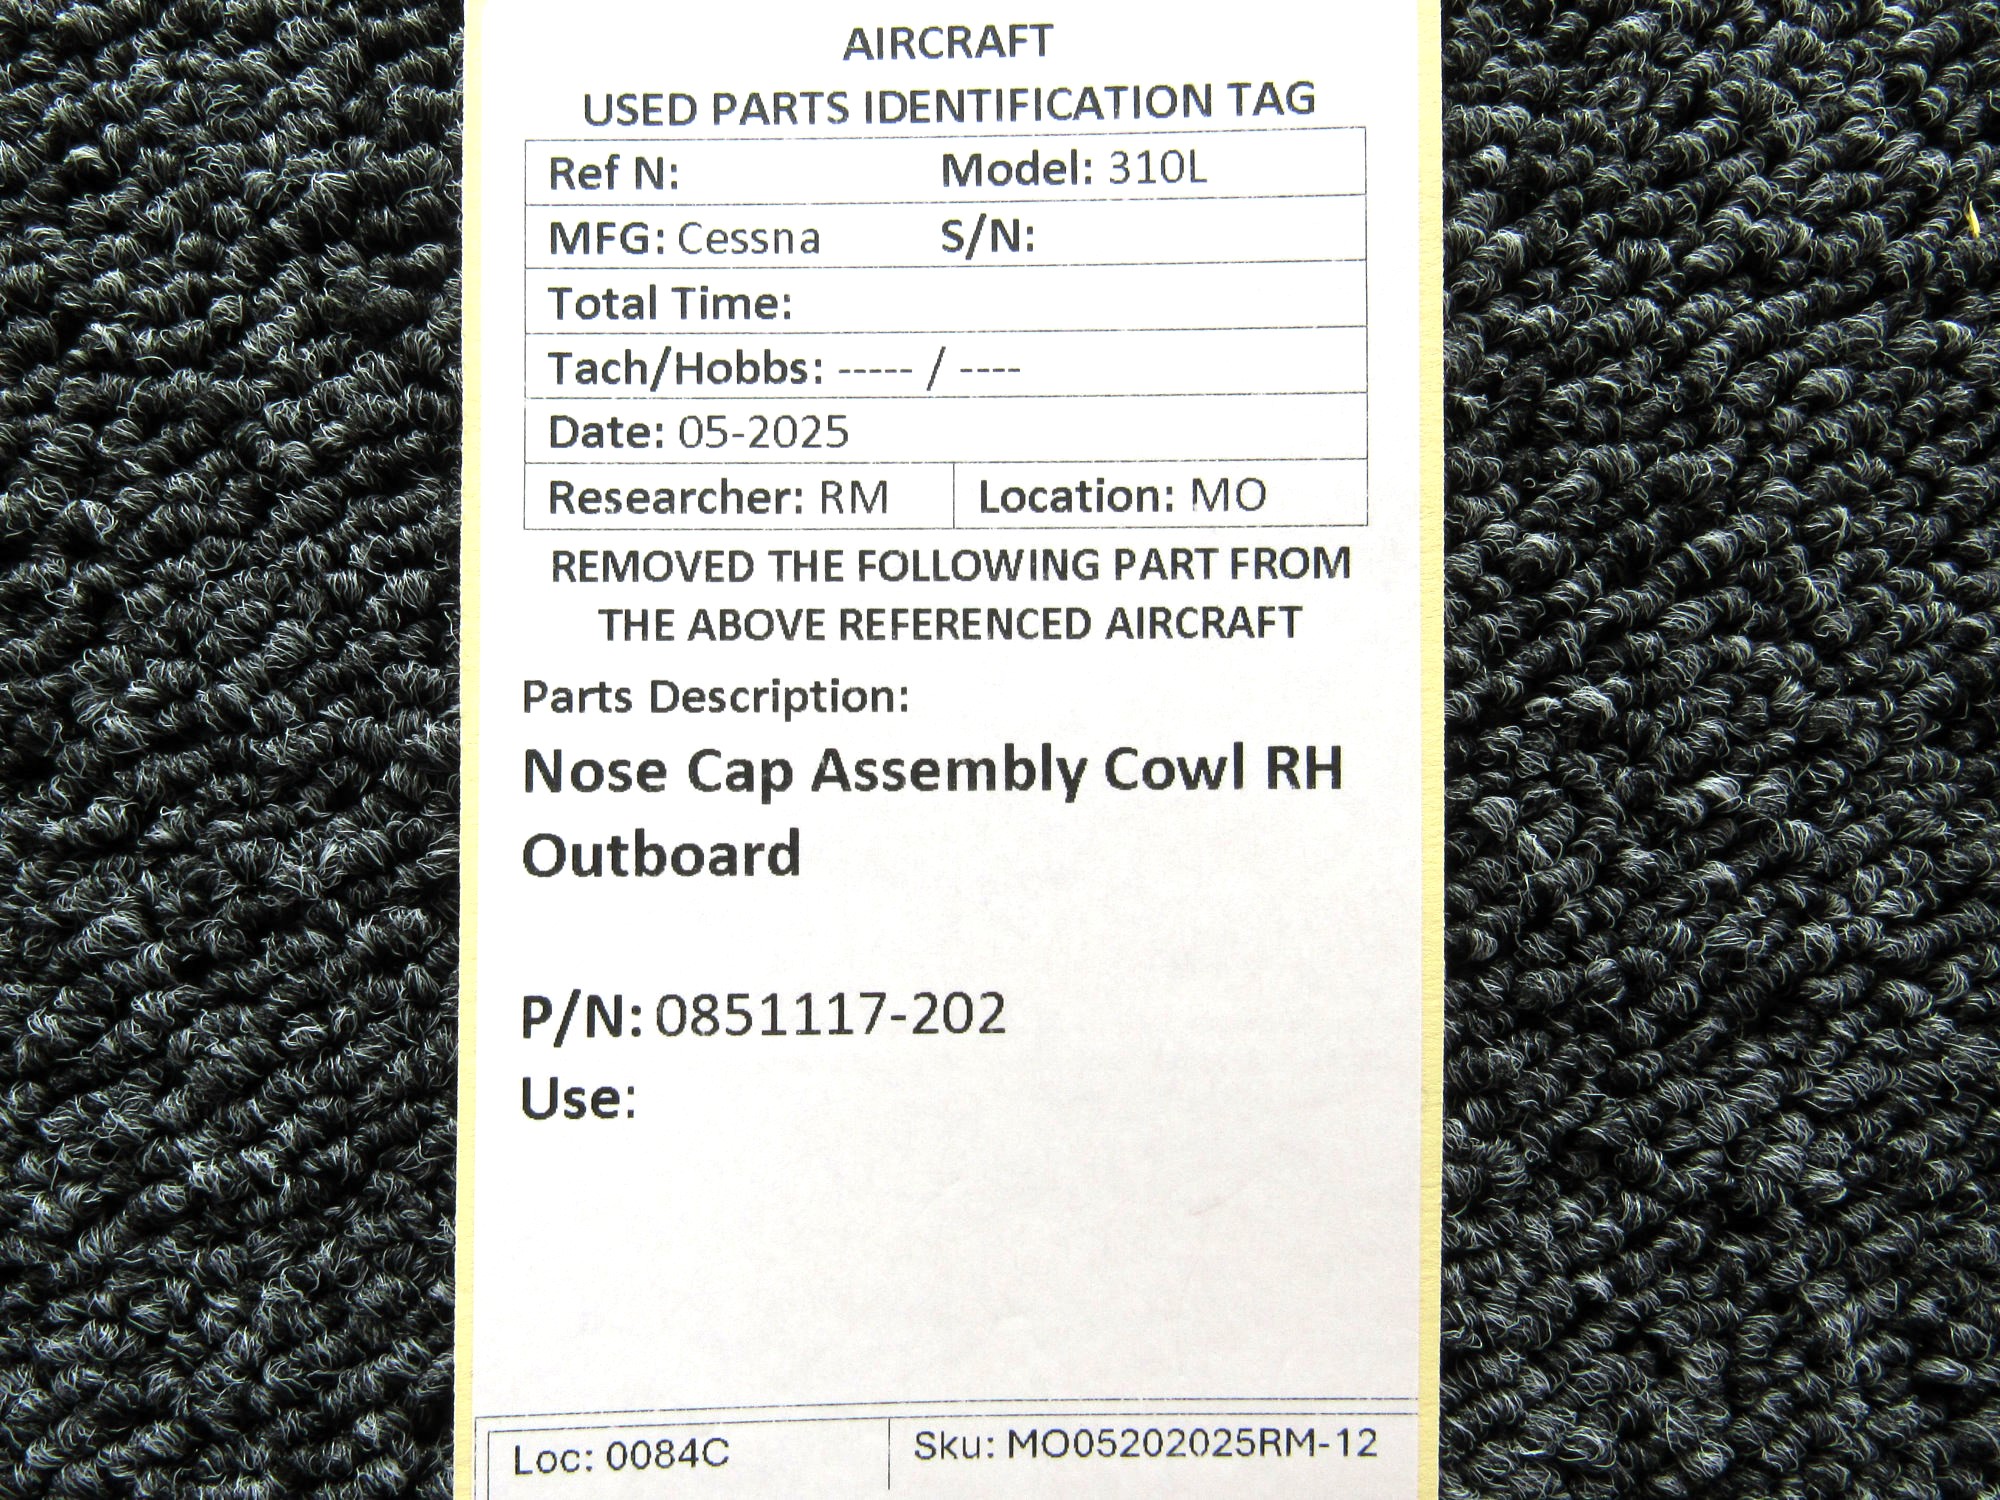 AIRCRAFT
USED PARTS IDENTIFICATION TAG
Ref N: Model: 310L
MFG: Cessna S/N:
Total Time:
Tach/Hobbs: ----- / ----
Date: 05-2025
Researcher: RM Location: MO
REMOVED THE FOLLOWING PART FROM
THE ABOVE REFERENCED AIRCRAFT
Parts Description:
Nose Cap Assembly Cowl RH
Outboard
P/N: 0851117-202
Use:
Loc: 0084C Sku: MO05202025RM-12